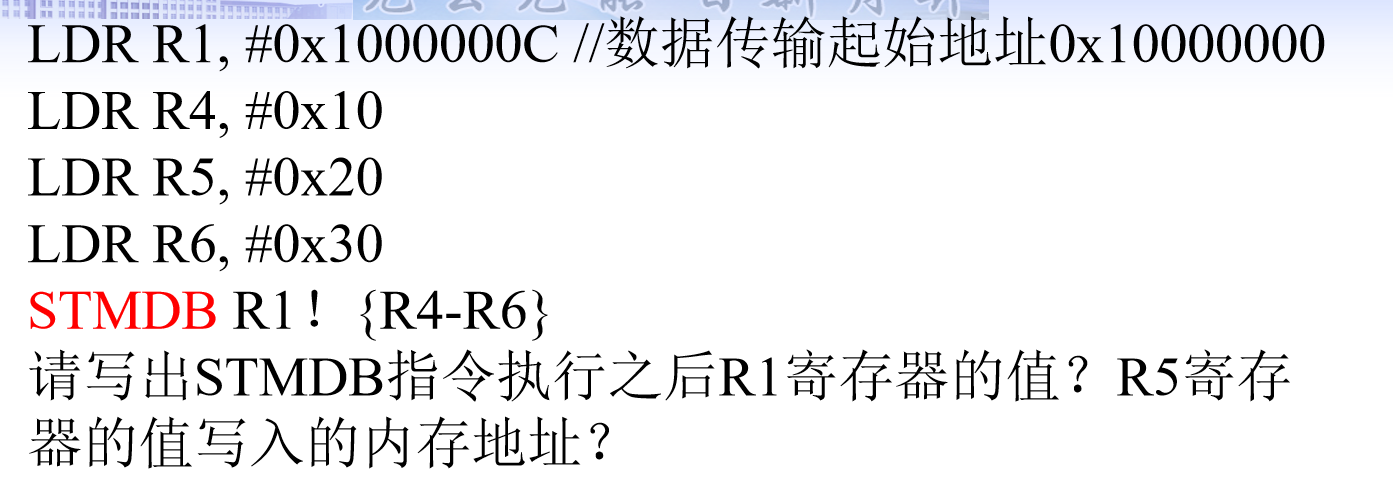 LDR R1, #0x1000000C //数据传输起始地址0x10000000
LDR R4, #0x10
LDR R5, #0x20
LDR R6, #0x30
STMDB R1！ {R4-R6}
请写出STMDB指令执行之后R1寄存器的值？R5寄存
器的值写入的内存地址？